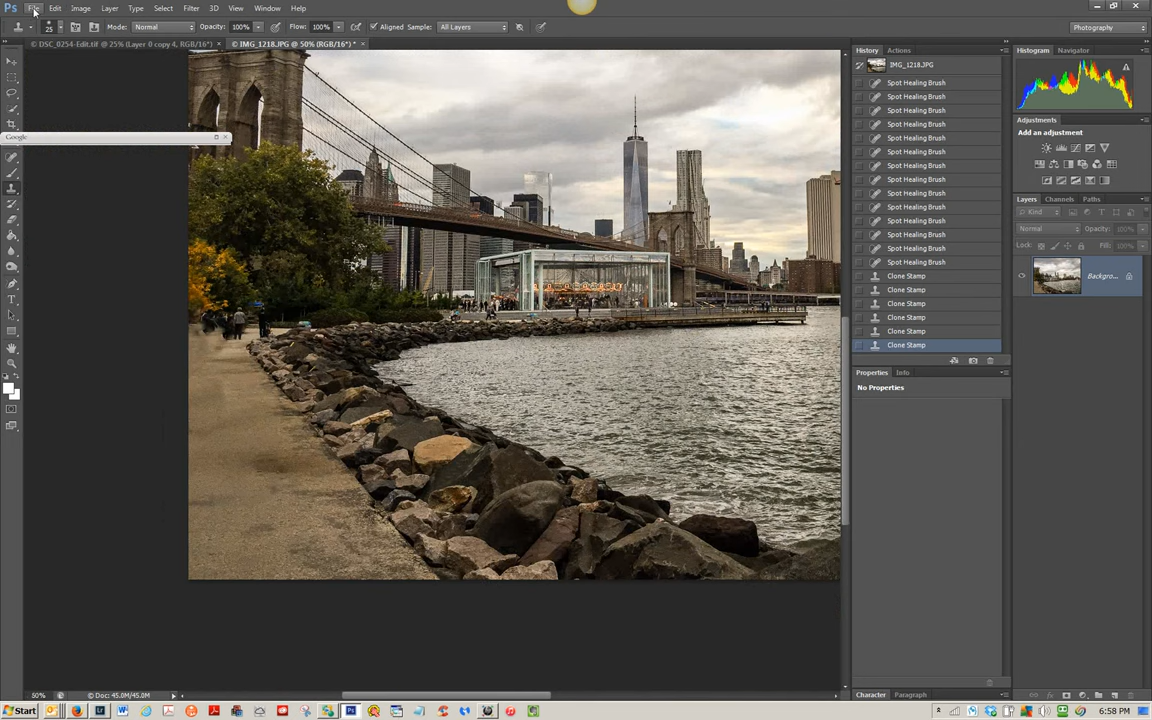 Ps File Edit Image Layer Type Select Filter 3D View Window Help
25 Mode: Normal Opacity: 100% Flow: 100% Aligned Sample: All Layers Photography
DSC_0254-Edit.tif @ 25% (Layer 0 copy 4, RGB/16*) × IMG_1218.JPG @ 50% (RGB/16*) * ×
Google
History Actions
IMG_1218.JPG
Spot Healing Brush
Spot Healing Brush
Spot Healing Brush
Spot Healing Brush
Spot Healing Brush
Spot Healing Brush
Spot Healing Brush
Spot Healing Brush
Spot Healing Brush
Spot Healing Brush
Spot Healing Brush
Spot Healing Brush
Spot Healing Brush
Spot Healing Brush
Clone Stamp
Clone Stamp
Clone Stamp
Clone Stamp
Clone Stamp
Clone Stamp
Properties Info
No Properties
Character Paragraph
Histogram Navigator
Adjustments
Add an adjustment
Layers Channels Paths
Kind
Normal Opacity: 100%
Lock: Fill: 100%
Backgro...
50% Doc: 45.0M/45.0M
Start 6:58 PM